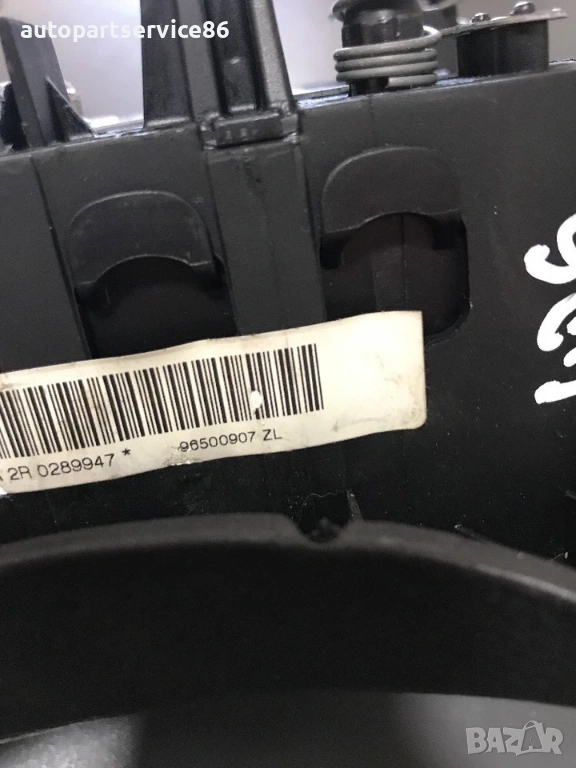 autopartservice86
96500907 ZL
2R 0289947 *
BAZAR